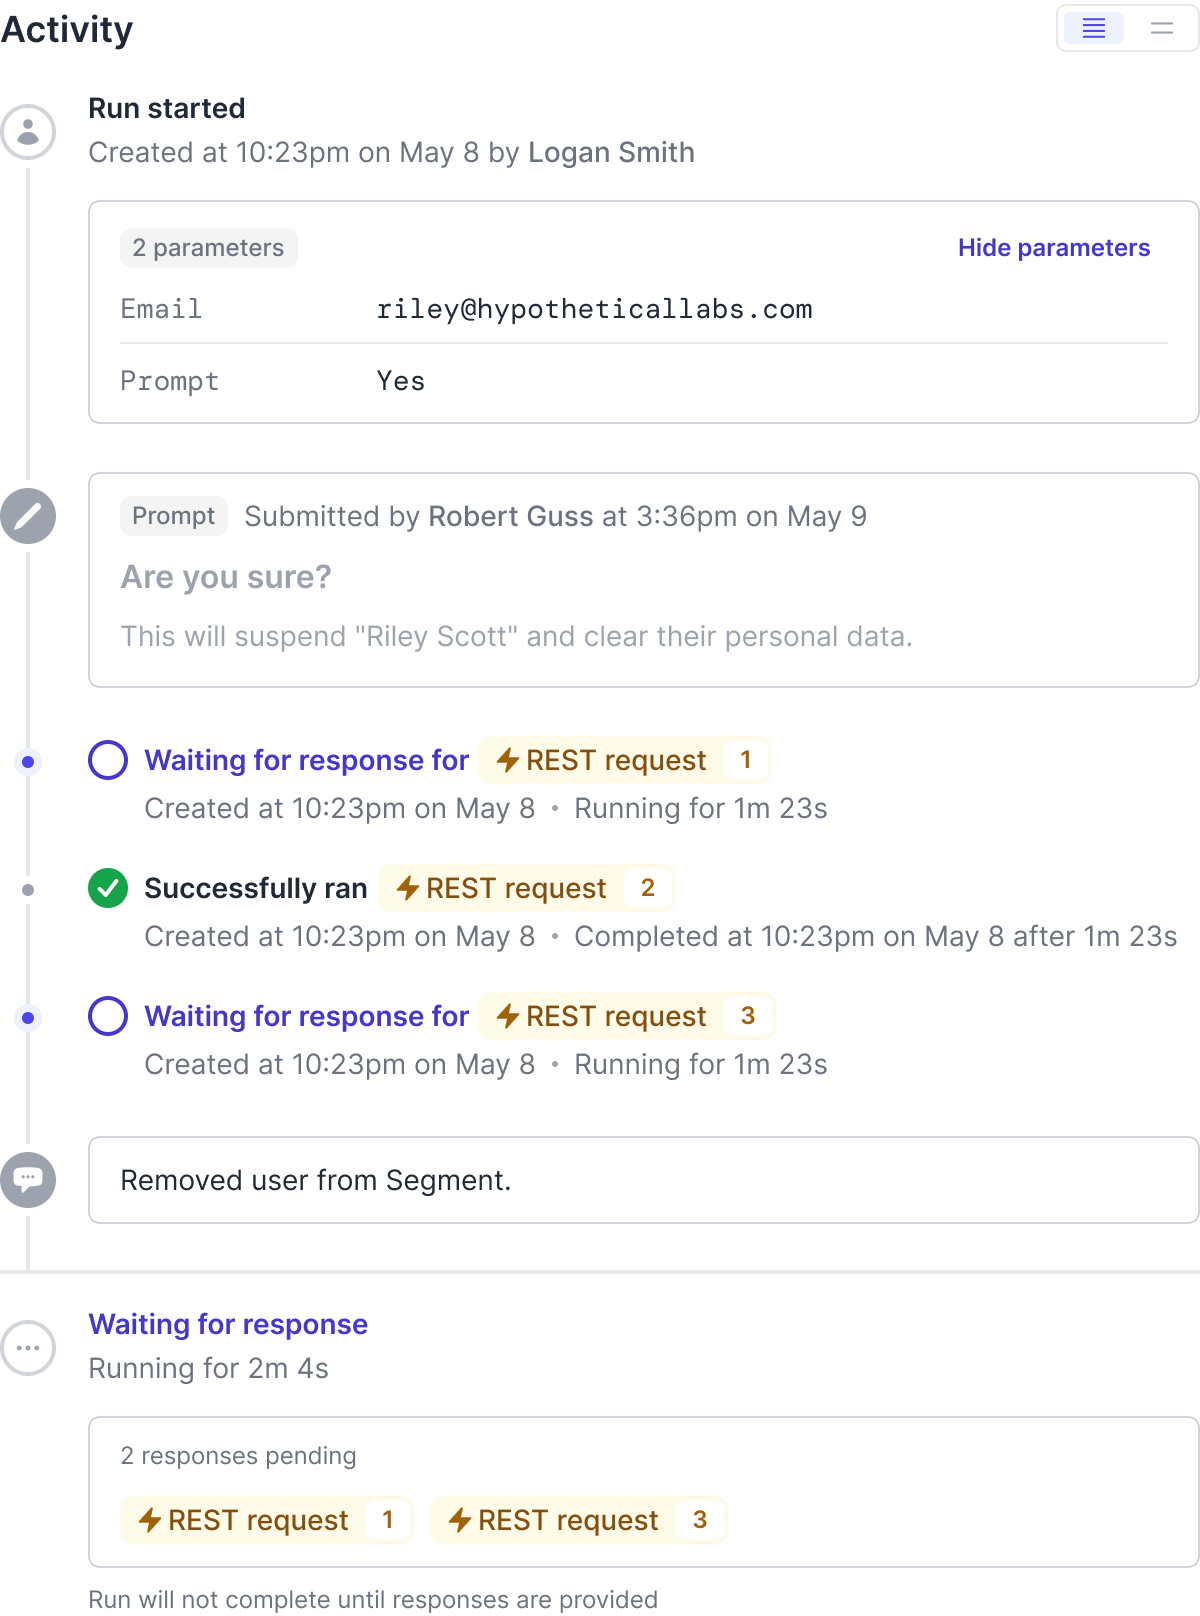 Activity
Run started
Created at 10:23pm on May 8 by Logan Smith
2 parameters Hide parameters
Email riley@hypotheticallabs.com
Prompt Yes
Prompt Submitted by Robert Guss at 3:36pm on May 9
Are you sure?
This will suspend "Riley Scott" and clear their personal data.
Waiting for response for REST request 1
Created at 10:23pm on May 8 • Running for 1m 23s
Successfully ran REST request 2
Created at 10:23pm on May 8 • Completed at 10:23pm on May 8 after 1m 23s
Waiting for response for REST request 3
Created at 10:23pm on May 8 • Running for 1m 23s
Removed user from Segment.
Waiting for response
Running for 2m 4s
2 responses pending
REST request 1 REST request 3
Run will not complete until responses are provided